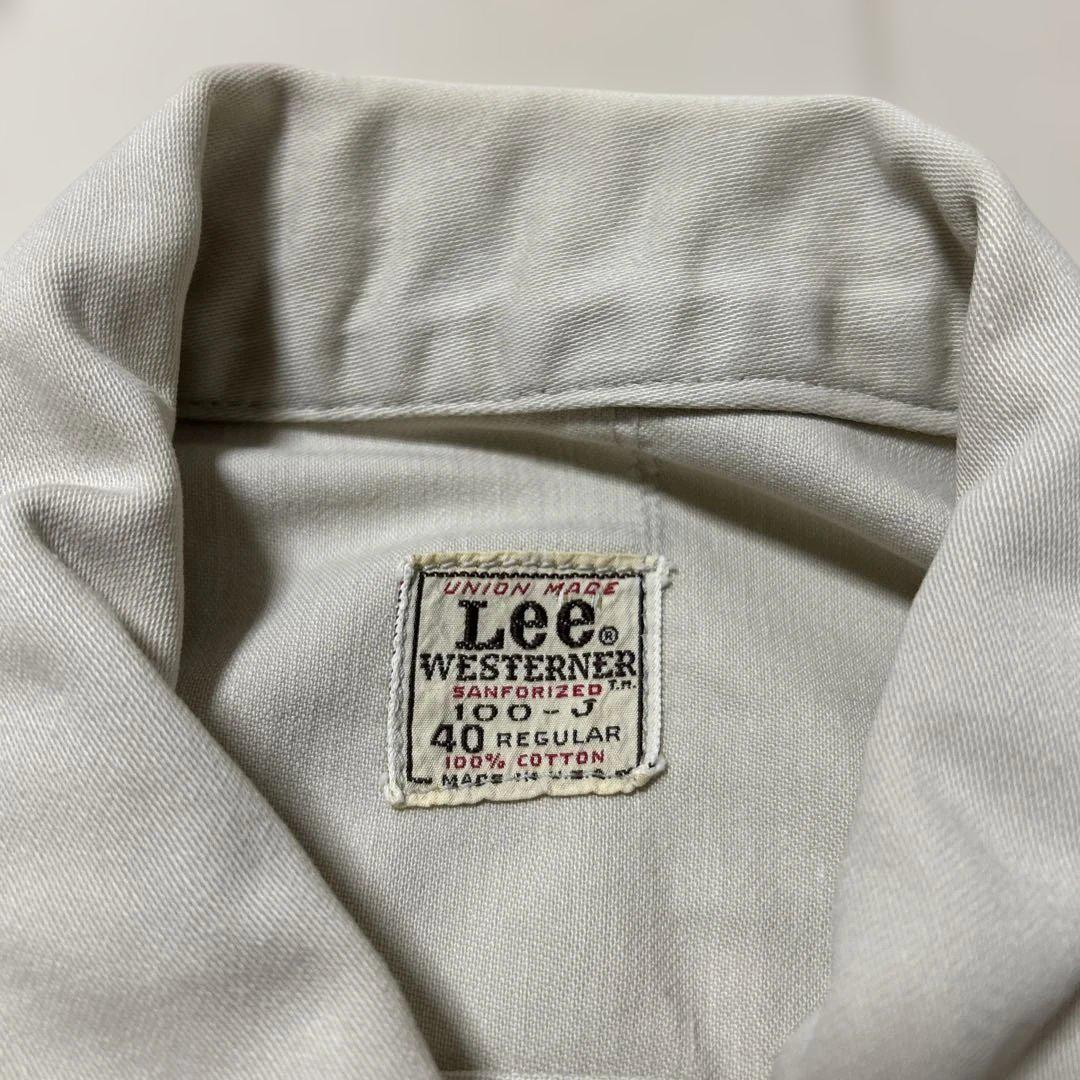 UNION MADE
Lee®
WESTERNER
SANFORIZED T.M.
100-J
40 REGULAR
100% COTTON
MADE IN U.S.A.